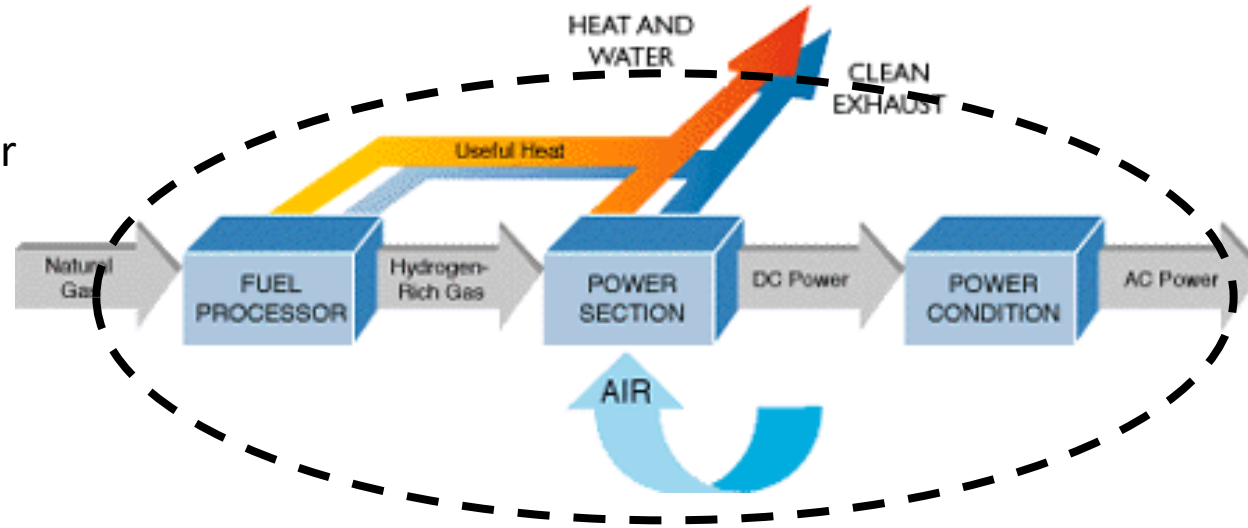 HEAT AND
WATER
CLEAN
EXHAUST
r
Useful Heat
Natural
Gas
FUEL
PROCESSOR
Hydrogen-
Rich Gas
POWER
SECTION
DC Power
POWER
CONDITION
AC Power
AIR